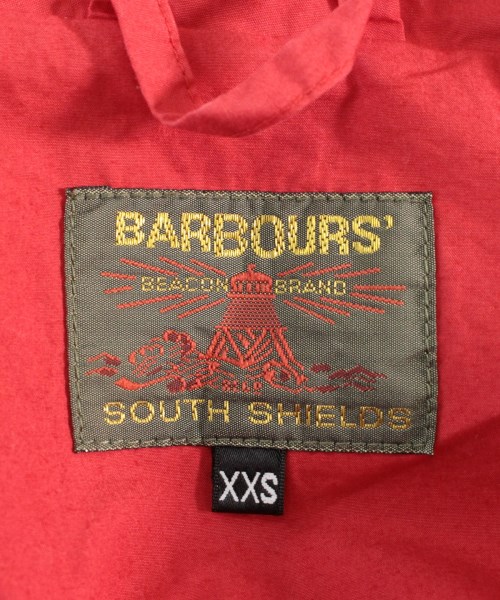 BARBOURS'
BEACON BRAND
SOUTH SHIELDS
XXS